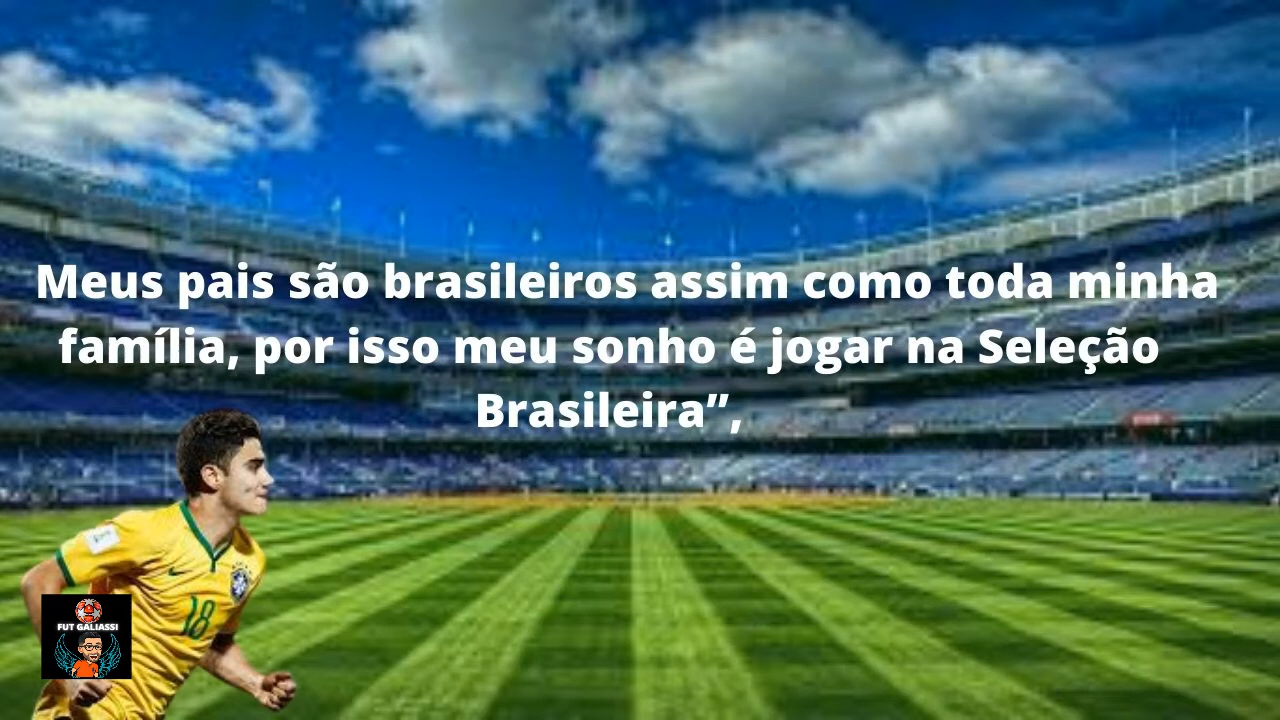 Meus pais são brasileiros assim como toda minha
família, por isso meu sonho é jogar na Seleção
Brasileira”,
18
FUT GALIASSI